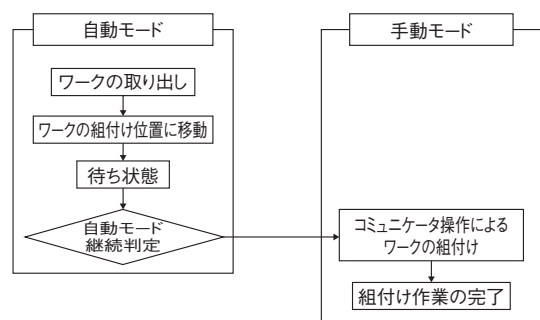 自動モード
手動モード
ワークの取り出し
ワークの組付け位置に移動
待ち状態
自動モード
継続判定
コミュニケータ操作による
ワークの組付け
組付け作業の完了